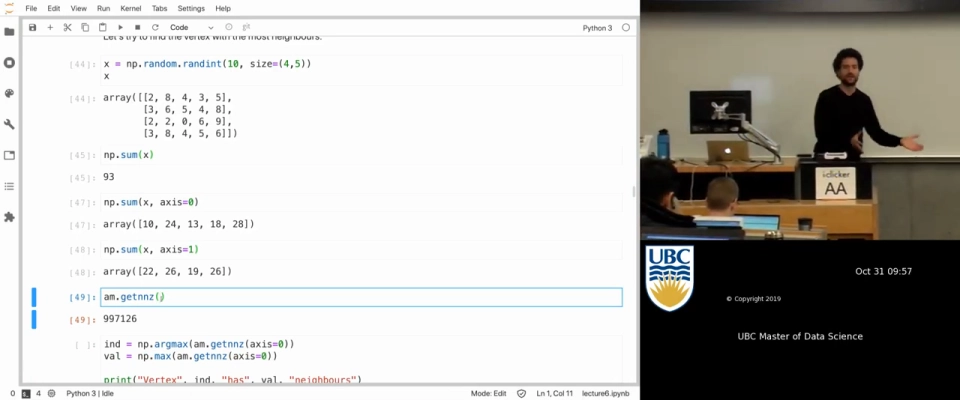 File Edit View Run Kernel Tabs Settings Help
Code
Python 3
Let's try to find the vertex with the most neighbours.
[44]: x = np.random.randint(10, size=(4,5))
x
[44]: array([[2, 8, 4, 3, 5],
[3, 6, 5, 4, 8],
[2, 2, 0, 6, 9],
[3, 8, 4, 5, 6]])
[45]: np.sum(x)
[45]: 93
[47]: np.sum(x, axis=0)
[47]: array([10, 24, 13, 18, 28])
[48]: np.sum(x, axis=1)
[48]: array([22, 26, 19, 26])
[49]: am.getnnz()
[49]: 997126
[ ]: ind = np.argmax(am.getnnz(axis=0))
val = np.max(am.getnnz(axis=0))
print("Vertex", ind, "has", val, "neighbours")
0 4 Python 3 | Idle
Mode: Edit Ln 1, Col 11 lecture6.ipynb
iclicker
AA
UBC
Oct 31 09:57
© Copyright 2019
UBC Master of Data Science